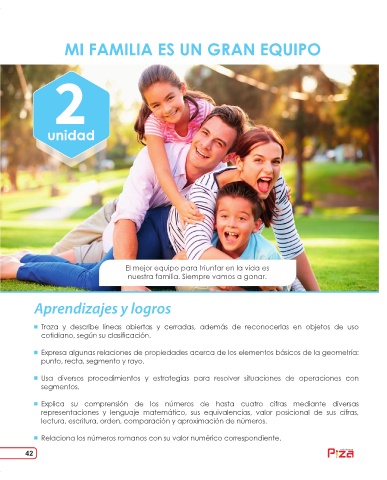 MI FAMILIA ES UN GRAN EQUIPO
2
unidad
El mejor equipo para triunfar en la vida es
nuestra familia. Siempre vamos a ganar.
Aprendizajes y logros
Traza y describe líneas abiertas y cerradas, además de reconocerlas en objetos de uso
cotidiano, según su clasificación.
Expresa algunas relaciones de propiedades acerca de los elementos básicos de la geometría:
punto, recta, segmento y rayo.
Usa diversos procedimientos y estrategias para resolver situaciones de operaciones con
segmentos.
Explica su comprensión de los números de hasta cuatro cifras mediante diversas
representaciones y lenguaje matemático, sus equivalencias, valor posicional de sus cifras,
lectura, escritura, orden, comparación y aproximación de números.
Relaciona los números romanos con su valor numérico correspondiente.
42